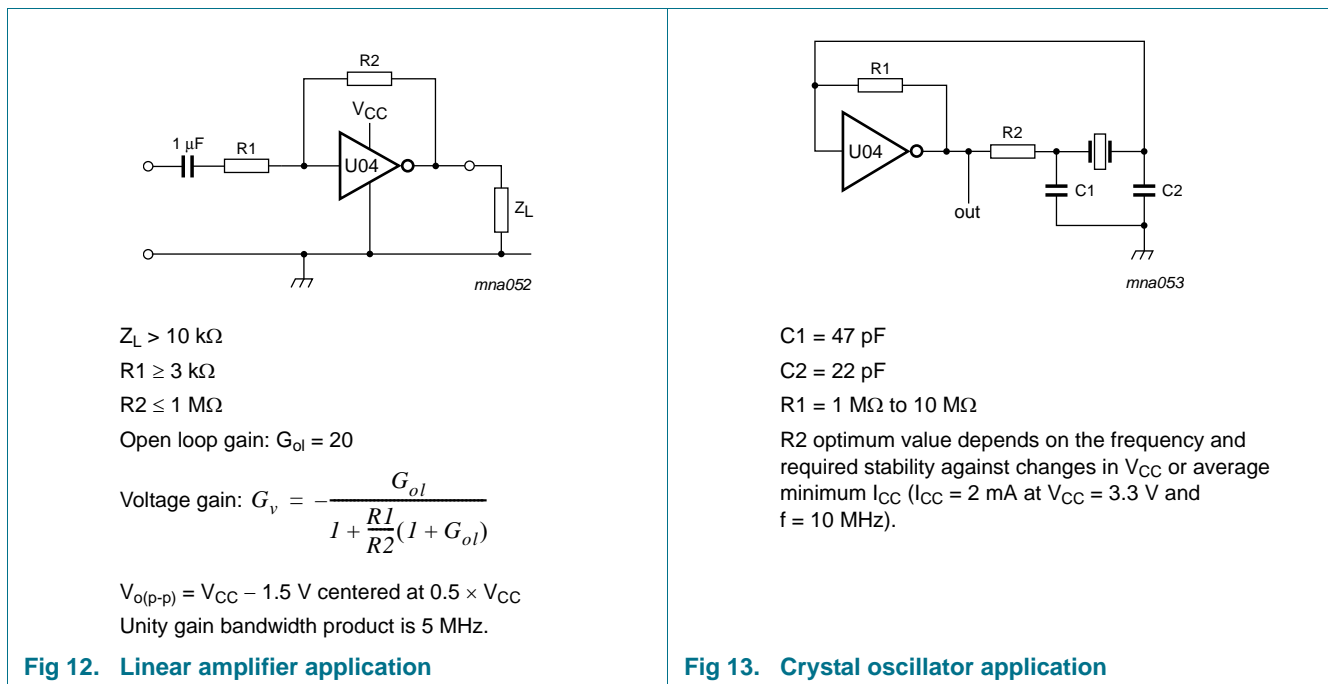 R2
V_CC
1 μF
R1
U04
Z_L
mna052
Z_L > 10 kΩ
R1 ≥ 3 kΩ
R2 ≤ 1 MΩ
Open loop gain: G_ol = 20
Voltage gain: G_v = − G_ol / (1 + R1/R2 (1 + G_ol))
V_o(p-p) = V_CC − 1.5 V centered at 0.5 × V_CC
Unity gain bandwidth product is 5 MHz.
Fig 12. Linear amplifier application
R1
R2
U04
C1
C2
out
mna053
C1 = 47 pF
C2 = 22 pF
R1 = 1 MΩ to 10 MΩ
R2 optimum value depends on the frequency and
required stability against changes in V_CC or average
minimum I_CC (I_CC = 2 mA at V_CC = 3.3 V and
f = 10 MHz).
Fig 13. Crystal oscillator application